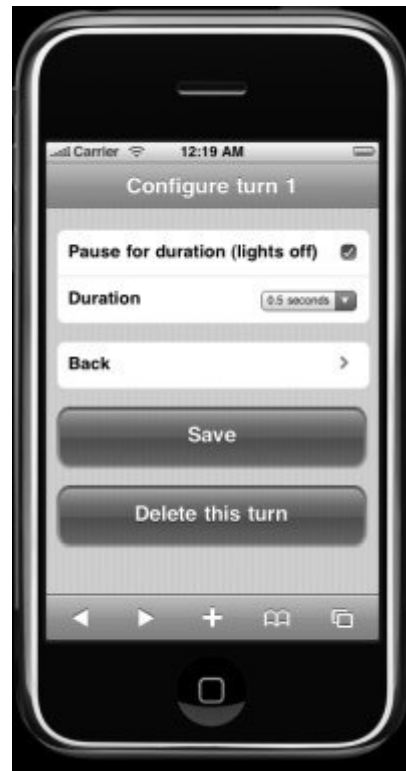 Carrier 12:19 AM
Configure turn 1
Pause for duration (lights off)
Duration 0.5 seconds
Back
Save
Delete this turn